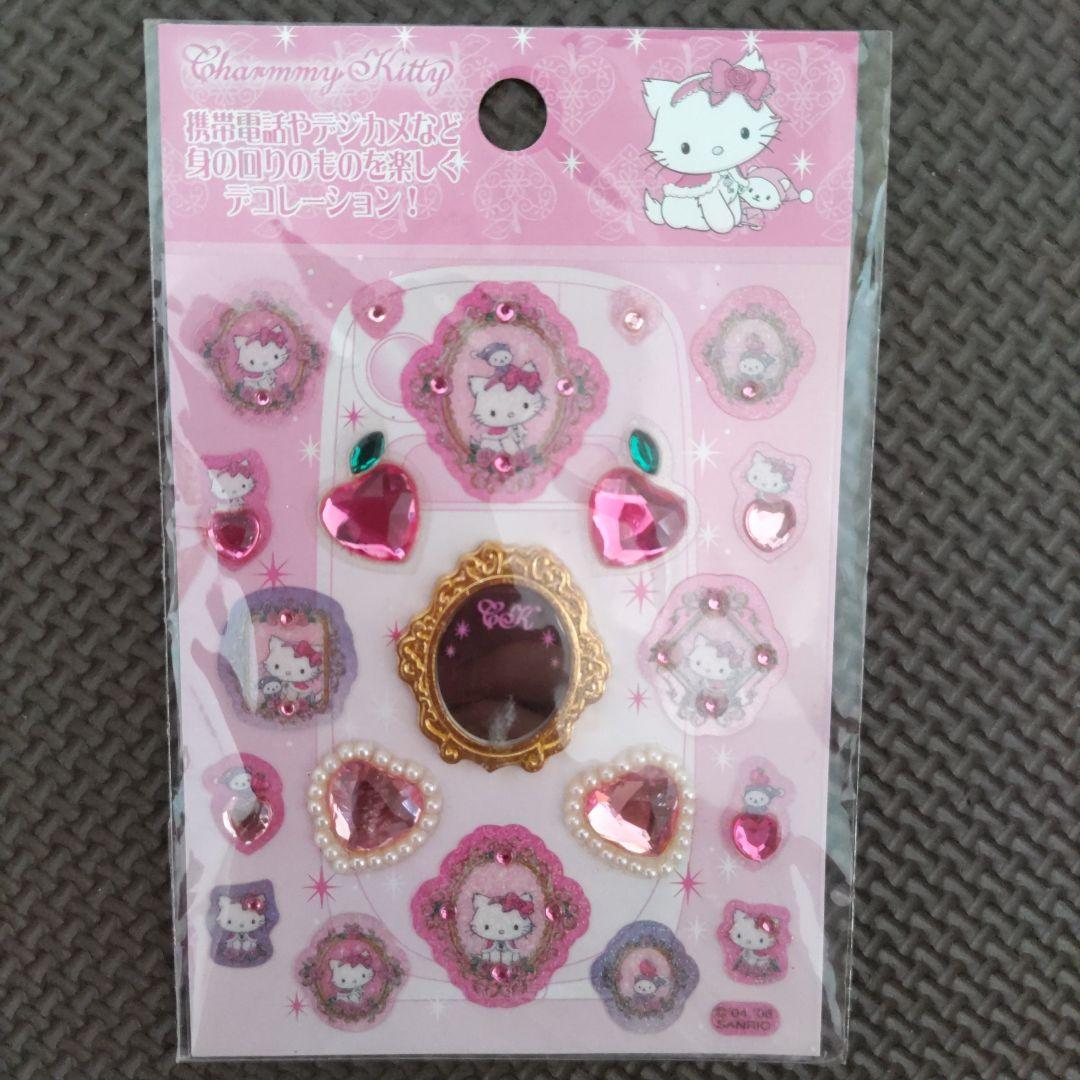 Charmmy Kitty
携帯電話やデジカメなど
身の回りのものを楽しく
デコレーション!
CK
© '04, '08
SANRIO